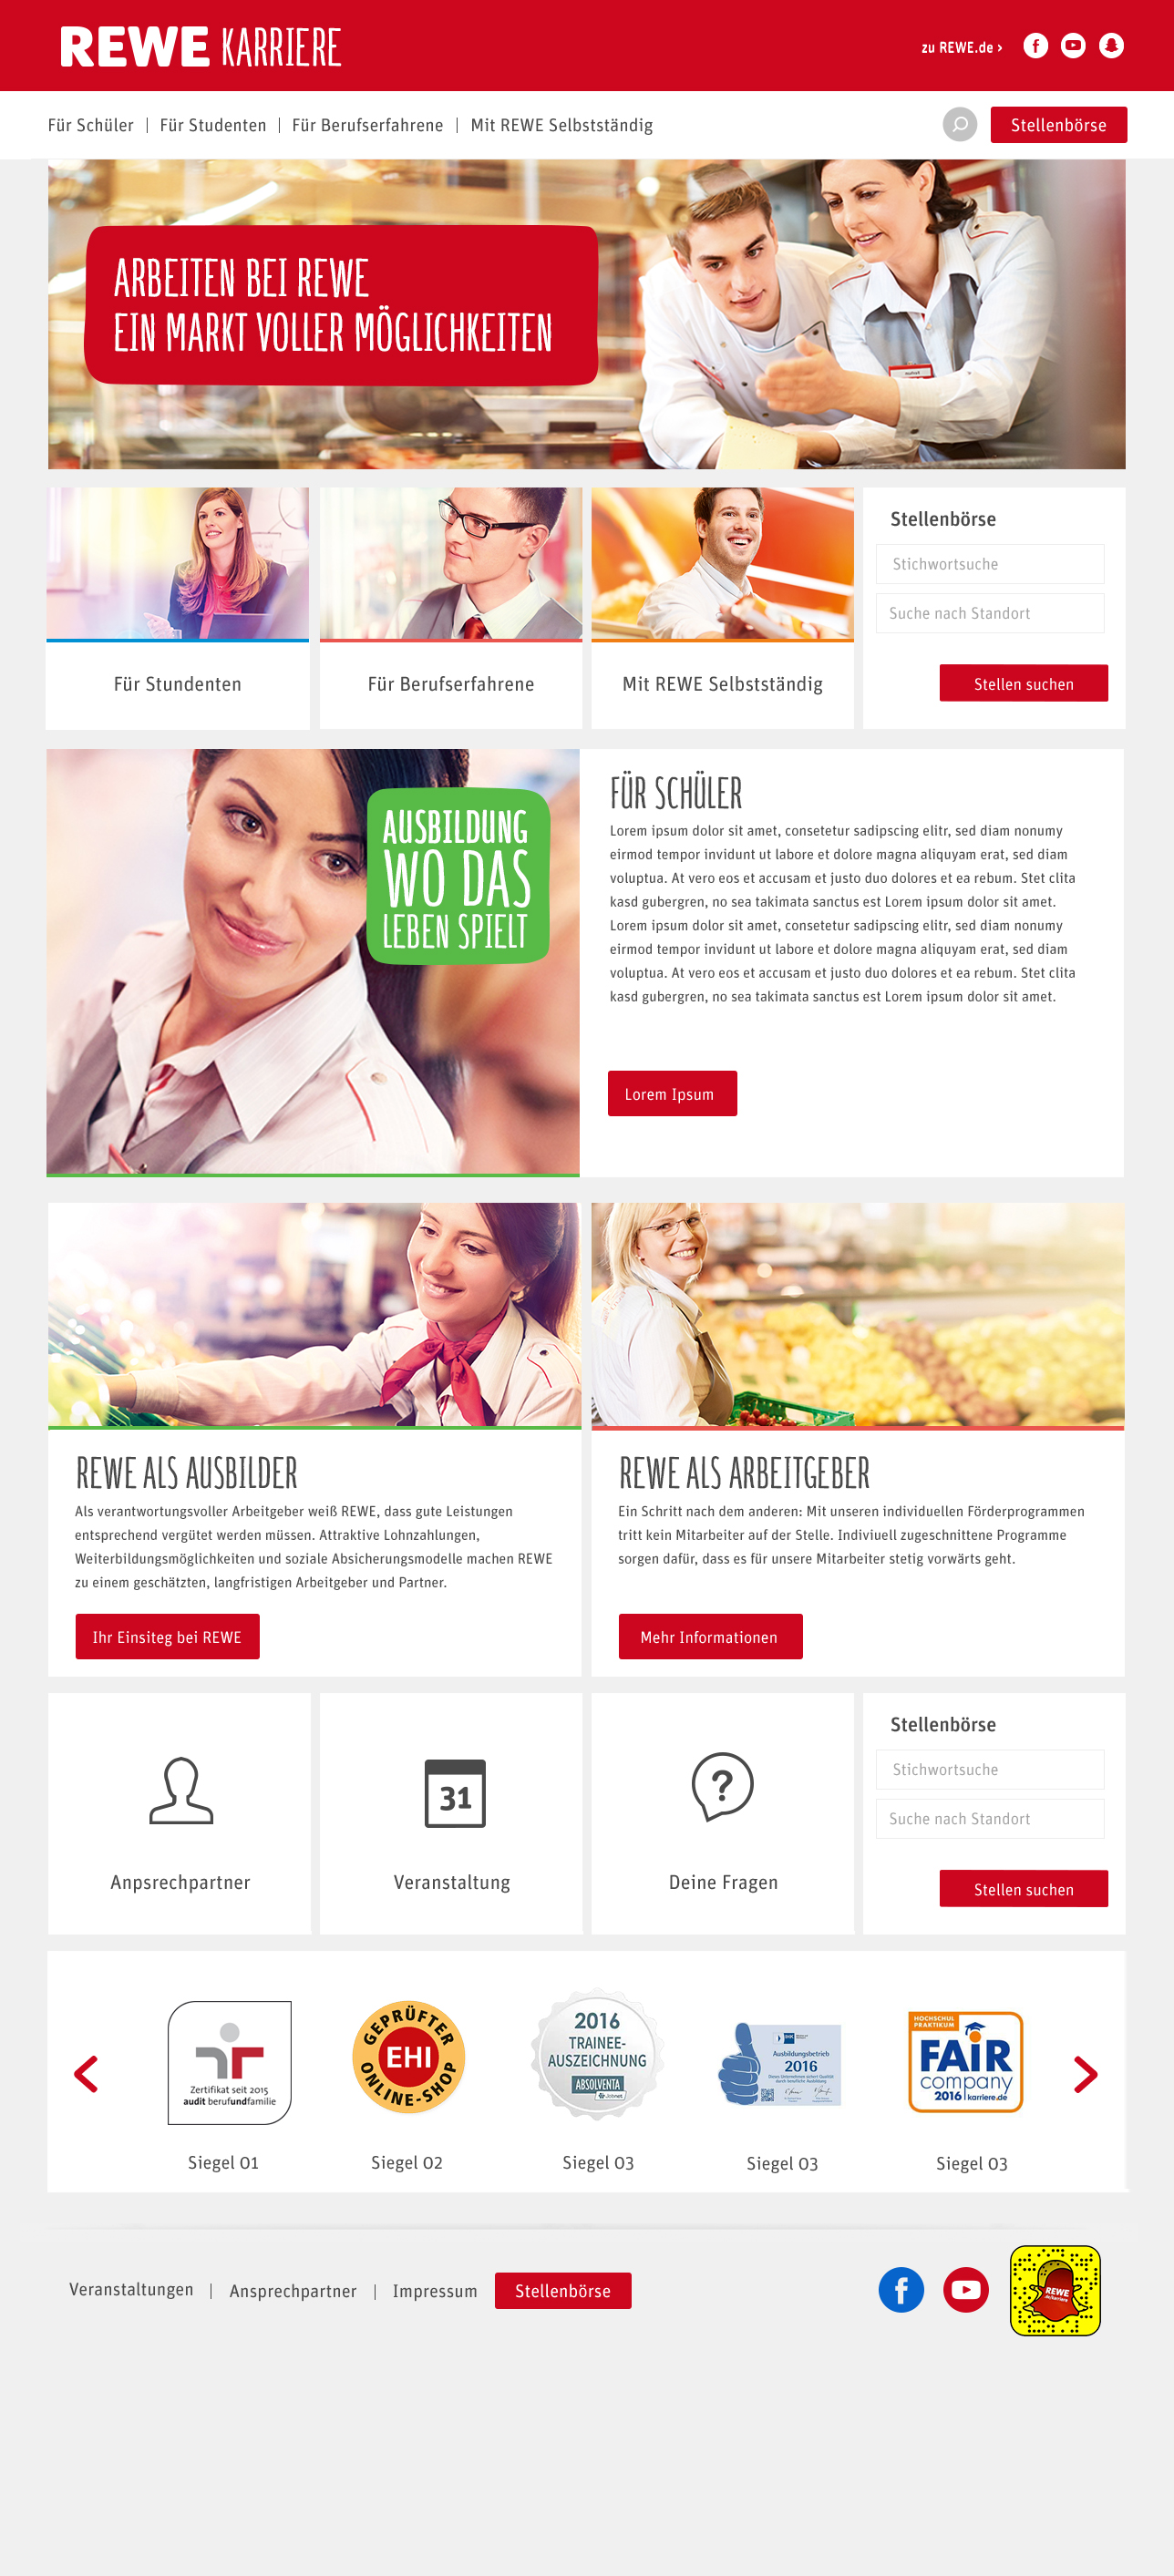 REWE KARRIERE
zu REWE.de ›
Für Schüler | Für Studenten | Für Berufserfahrene | Mit REWE Selbstständig
Stellenbörse
ARBEITEN BEI REWE
EIN MARKT VOLLER MÖGLICHKEITEN
Für Stundenten
Für Berufserfahrene
Mit REWE Selbstständig
Stellenbörse
Stichwortsuche
Suche nach Standort
Stellen suchen
AUSBILDUNG
WO DAS
LEBEN SPIELT
FÜR SCHÜLER
Lorem ipsum dolor sit amet, consetetur sadipscing elitr, sed diam nonumy
eirmod tempor invidunt ut labore et dolore magna aliquyam erat, sed diam
voluptua. At vero eos et accusam et justo duo dolores et ea rebum. Stet clita
kasd gubergren, no sea takimata sanctus est Lorem ipsum dolor sit amet.
Lorem ipsum dolor sit amet, consetetur sadipscing elitr, sed diam nonumy
eirmod tempor invidunt ut labore et dolore magna aliquyam erat, sed diam
voluptua. At vero eos et accusam et justo duo dolores et ea rebum. Stet clita
kasd gubergren, no sea takimata sanctus est Lorem ipsum dolor sit amet.
Lorem Ipsum
REWE ALS AUSBILDER
Als verantwortungsvoller Arbeitgeber weiß REWE, dass gute Leistungen
entsprechend vergütet werden müssen. Attraktive Lohnzahlungen,
Weiterbildungsmöglichkeiten und soziale Absicherungsmodelle machen REWE
zu einem geschätzten, langfristigen Arbeitgeber und Partner.
Ihr Einsiteg bei REWE
REWE ALS ARBEITGEBER
Ein Schritt nach dem anderen: Mit unseren individuellen Förderprogrammen
tritt kein Mitarbeiter auf der Stelle. Indiviuell zugeschnittene Programme
sorgen dafür, dass es für unsere Mitarbeiter stetig vorwärts geht.
Mehr Informationen
Anpsrechpartner
31
Veranstaltung
?
Deine Fragen
Stellenbörse
Stichwortsuche
Suche nach Standort
Stellen suchen
Zertifikat seit 2015
audit berufundfamilie
Siegel 01
GEPRÜFTER
EHI
ONLINE-SHOP
Siegel 02
2016
TRAINEE-
AUSZEICHNUNG
ABSOLVENTA
Jobnet
Siegel 03
IHK
Ausbildungsbetrieb
2016
Siegel 03
HOCHSCHUL
PRAKTIKUM
FAIR
company
2016 | karriere.de
Siegel 03
Veranstaltungen | Ansprechpartner | Impressum
Stellenbörse
REWE